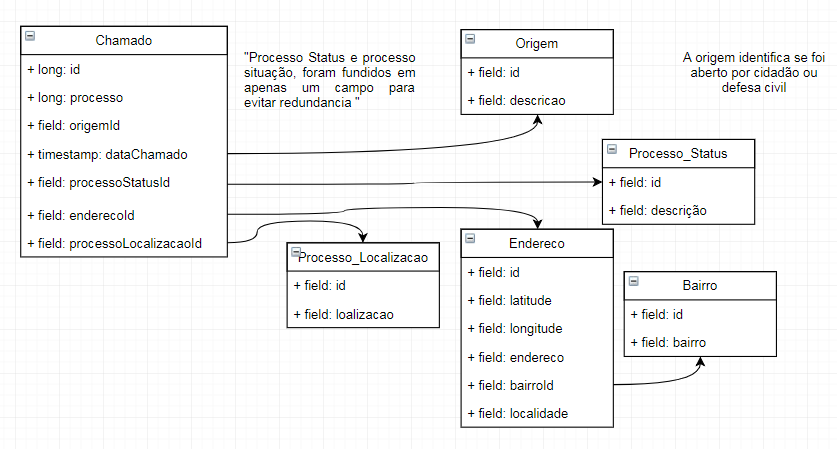 Chamado
+ long: id
+ long: processo
+ field: origemId
+ timestamp: dataChamado
+ field: processoStatusId
+ field: enderecoId
+ field: processoLocalizacaoId
"Processo Status e processo
situação, foram fundidos em
apenas um campo para
evitar redundancia "
Origem
+ field: id
+ field: descricao
A origem identifica se foi
aberto por cidadão ou
defesa civil
Processo_Status
+ field: id
+ field: descrição
Processo_Localizacao
+ field: id
+ field: loalizacao
Endereco
+ field: id
+ field: latitude
+ field: longitude
+ field: endereco
+ field: bairroId
+ field: localidade
Bairro
+ field: id
+ field: bairro